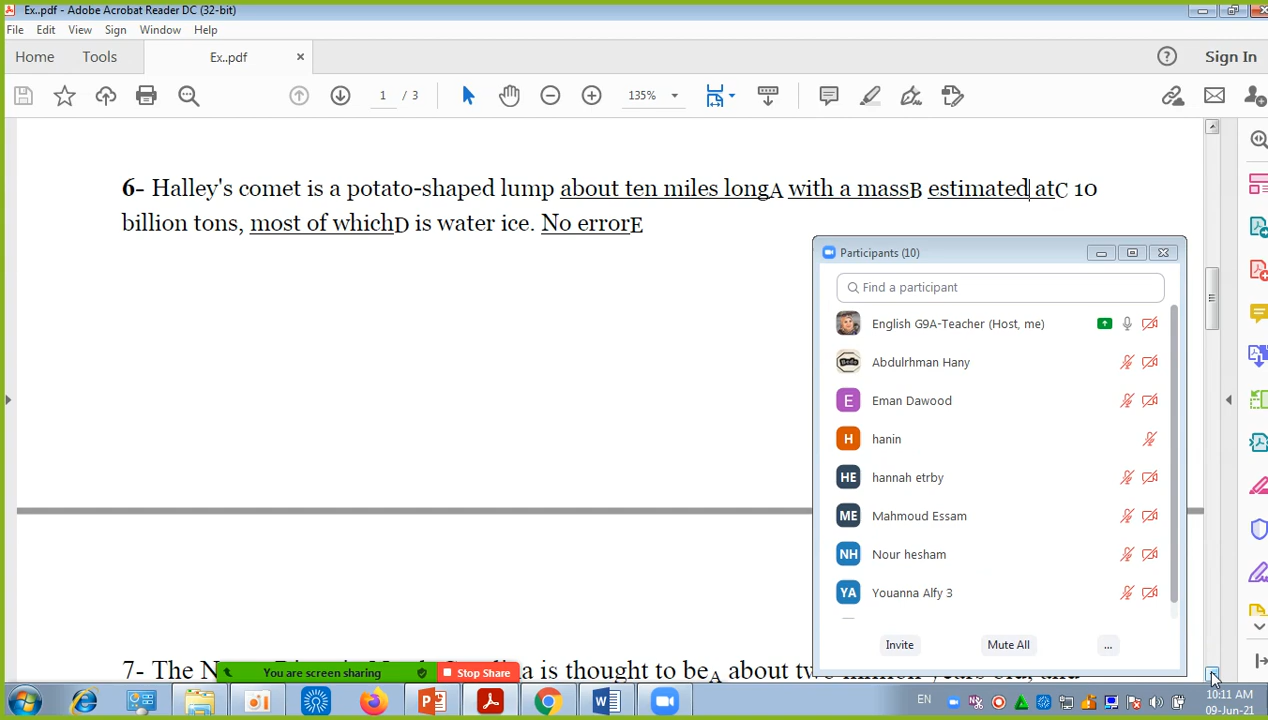 Ex..pdf - Adobe Acrobat Reader DC (32-bit)
File Edit View Sign Window Help
Home Tools Ex..pdf × Sign In
1 / 3 135%
6- Halley's comet is a potato-shaped lump about ten miles longA with a massB estimated atC 10
billion tons, most of whichD is water ice. No errorE
Participants (10)
Find a participant
English G9A-Teacher (Host, me)
Abdulrhman Hany
E Eman Dawood
H hanin
HE hannah etrby
ME Mahmoud Essam
NH Nour hesham
YA Youanna Alfy 3
Invite Mute All ...
7- The N
a is thought to beA about tw
You are screen sharing Stop Share
EN 10:11 AM
09-Jun-21